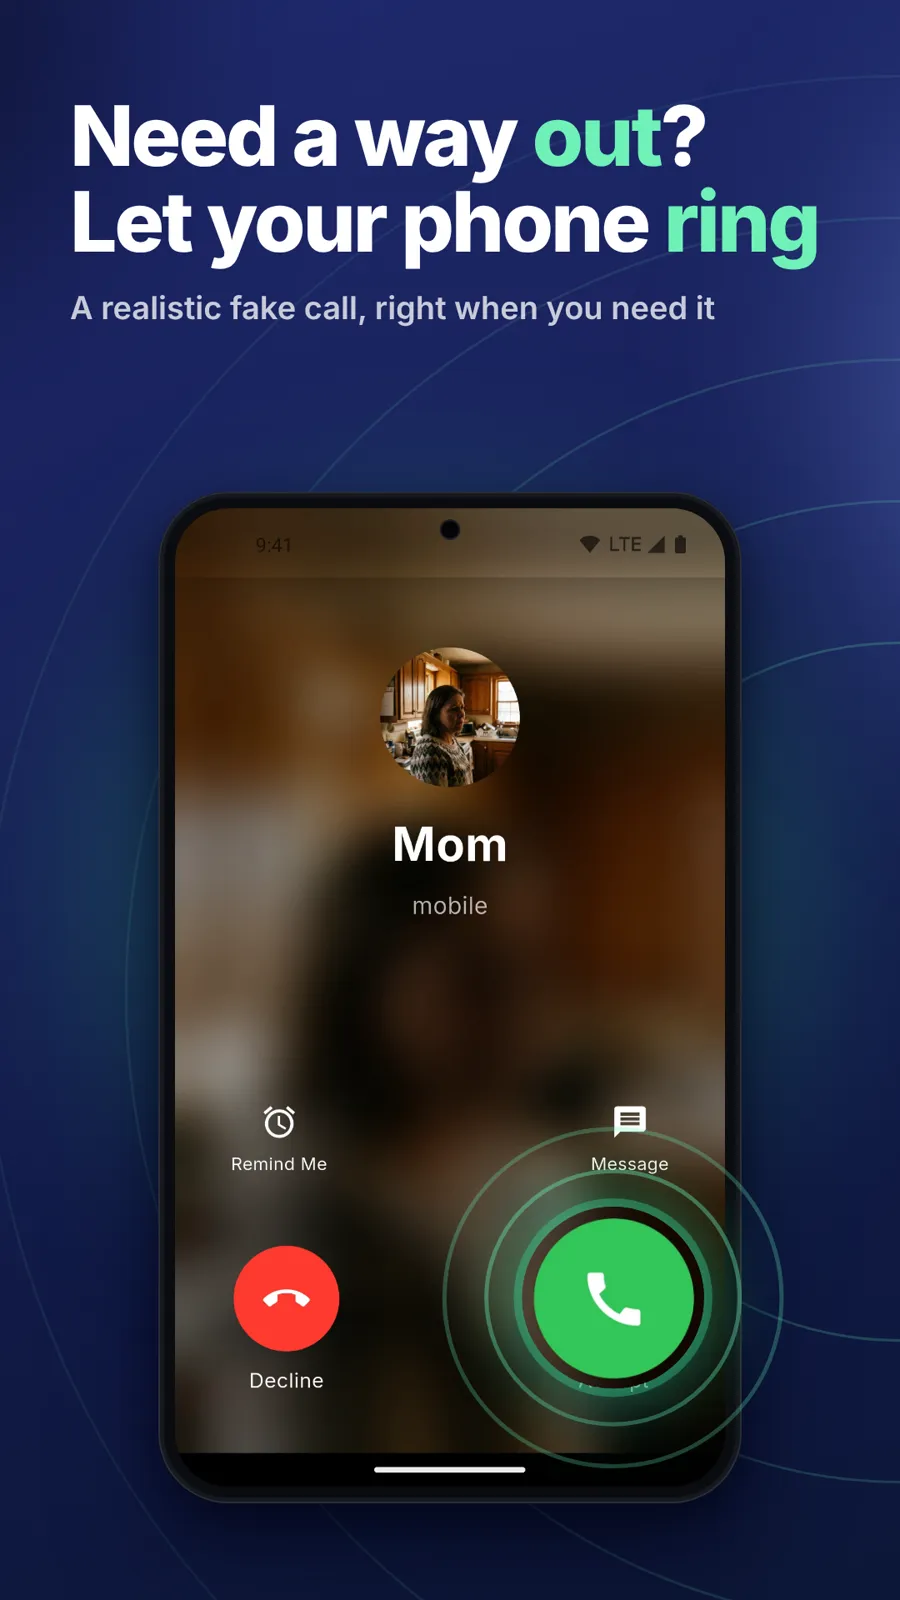 Need a way out?
Let your phone ring
A realistic fake call, right when you need it
9:41
LTE
Mom
mobile
Remind Me
Message
Decline